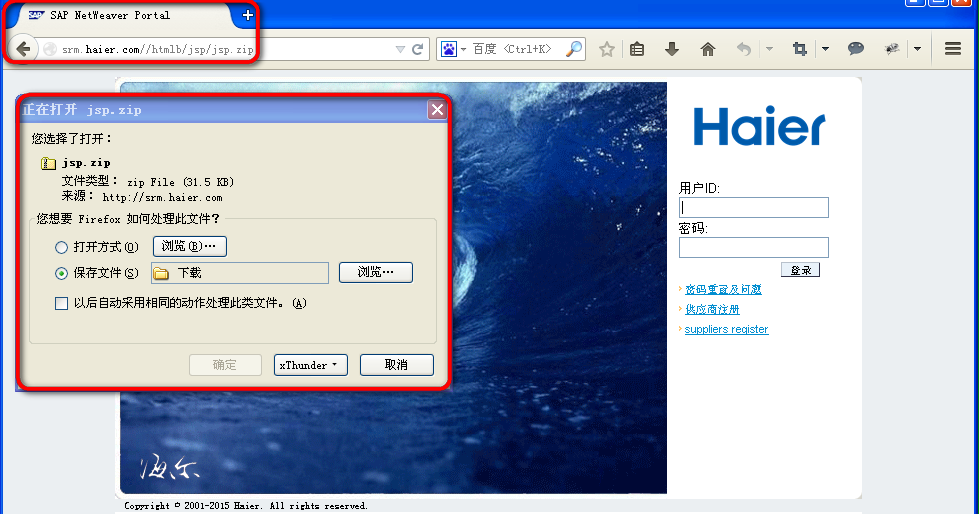 SAP NetWeaver Portal
srm.haier.com//htmlb/jsp/jsp.zip
百度 <Ctrl+K>
正在打开 jsp.zip
您选择了打开：
jsp.zip
文件类型： zip File (31.5 KB)
来源： http://srm.haier.com
您想要 Firefox 如何处理此文件？
打开方式(O) 浏览(B)…
保存文件(S) 下载 浏览…
以后自动采用相同的动作处理此类文件。(A)
确定 xThunder 取消
Haier
用户ID:
密码:
登录
密码重置及问题
供应商注册
suppliers register
海尔
Copyright © 2001-2015 Haier. All rights reserved.